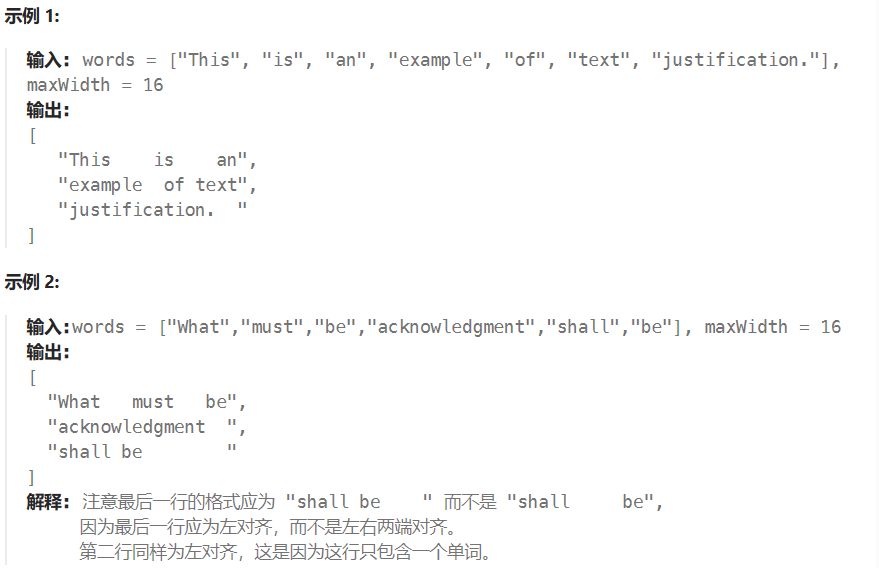 示例 1:
输入: words = ["This", "is", "an", "example", "of", "text", "justification."],
maxWidth = 16
输出:
[
   "This    is    an",
   "example  of text",
   "justification.  "
]
示例 2:
输入:words = ["What","must","be","acknowledgment","shall","be"], maxWidth = 16
输出:
[
  "What   must   be",
  "acknowledgment  ",
  "shall be        "
]
解释: 注意最后一行的格式应为 "shall be    " 而不是 "shall     be",
     因为最后一行应为左对齐，而不是左右两端对齐。
     第二行同样为左对齐，这是因为这行只包含一个单词。